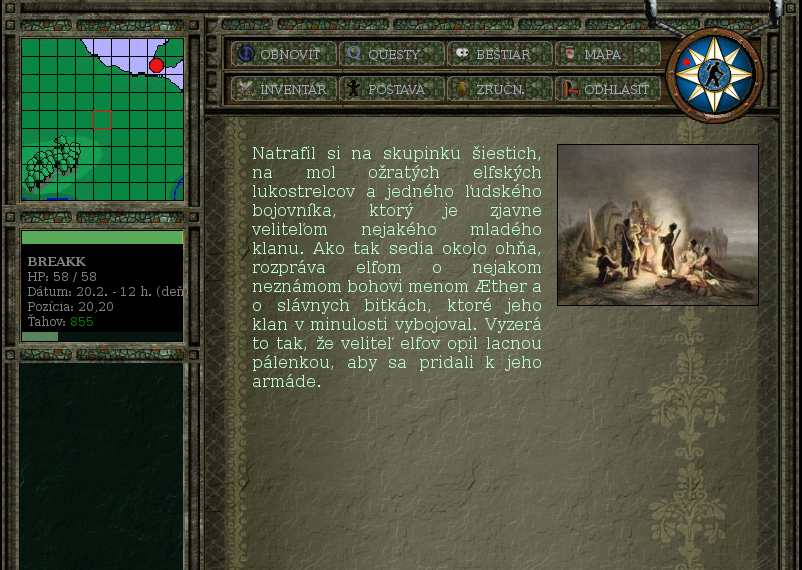 OBNOVIŤ QUESTY BEŠTIÁR MAPA
INVENTÁR POSTAVA ZRUČN. ODHLÁSIŤ
BREAKK
HP: 58 / 58
Dátum: 20.2. - 12 h. (deň
Pozícia: 20,20
Ťahov: 855
Natrafil si na skupinku šiestich,
na mol ožratých elfských
lukostrelcov a jedného ľudského
bojovníka, ktorý je zjavne
veliteľom nejakého mladého
klanu. Ako tak sedia okolo ohňa,
rozpráva elfom o nejakom
neznámom bohovi menom Æther a
o slávnych bitkách, ktoré jeho
klan v minulosti vybojoval. Vyzerá
to tak, že veliteľ elfov opil lacnou
pálenkou, aby sa pridali k jeho
armáde.